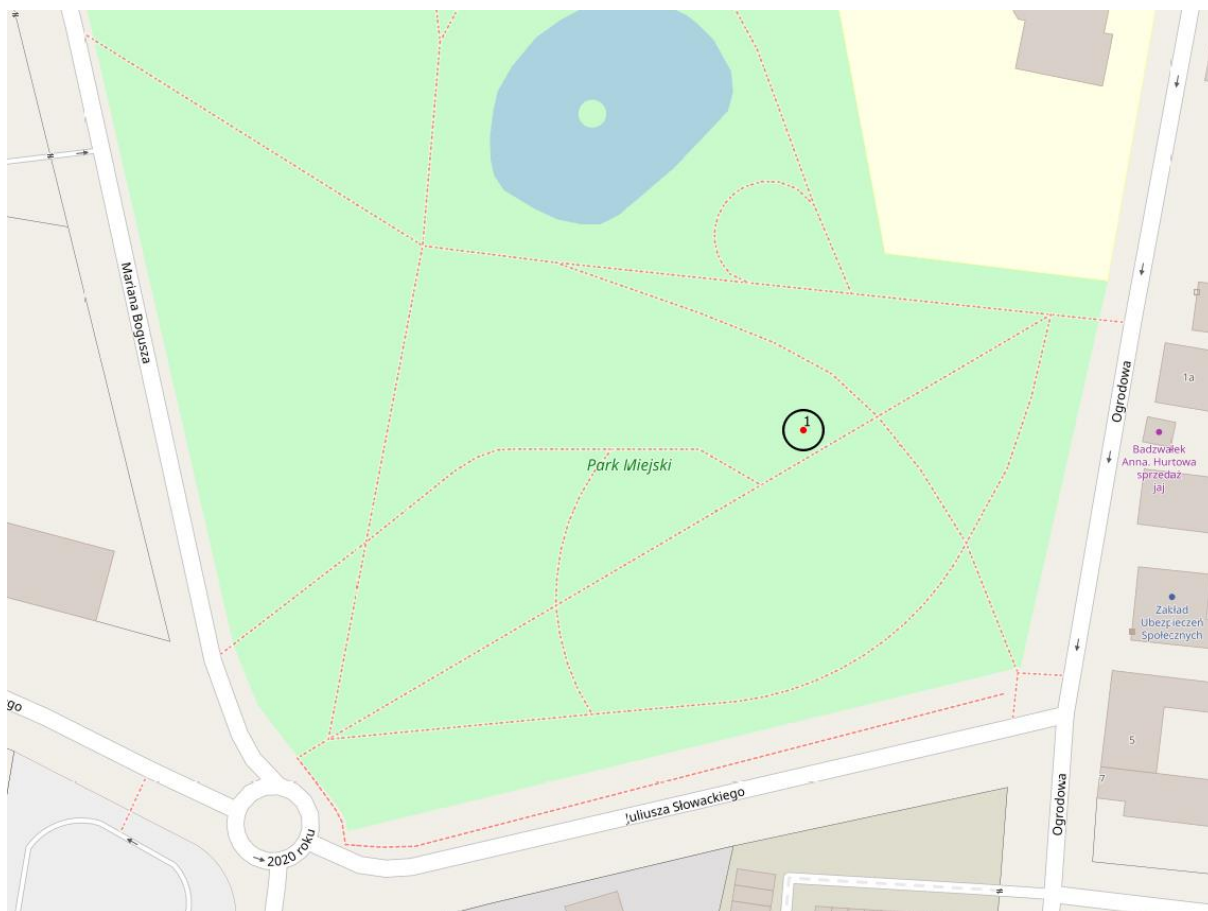 Mariana Bogusza
Ogrodowa
1a
1
Badzwałek
Anna. Hurtowa
sprzedaż
jaj
Park Miejski
Zakład
Ubezpieczeń
Społecznych
ego
5
7
Juliusza Słowackiego
Ogrodowa
2020 roku